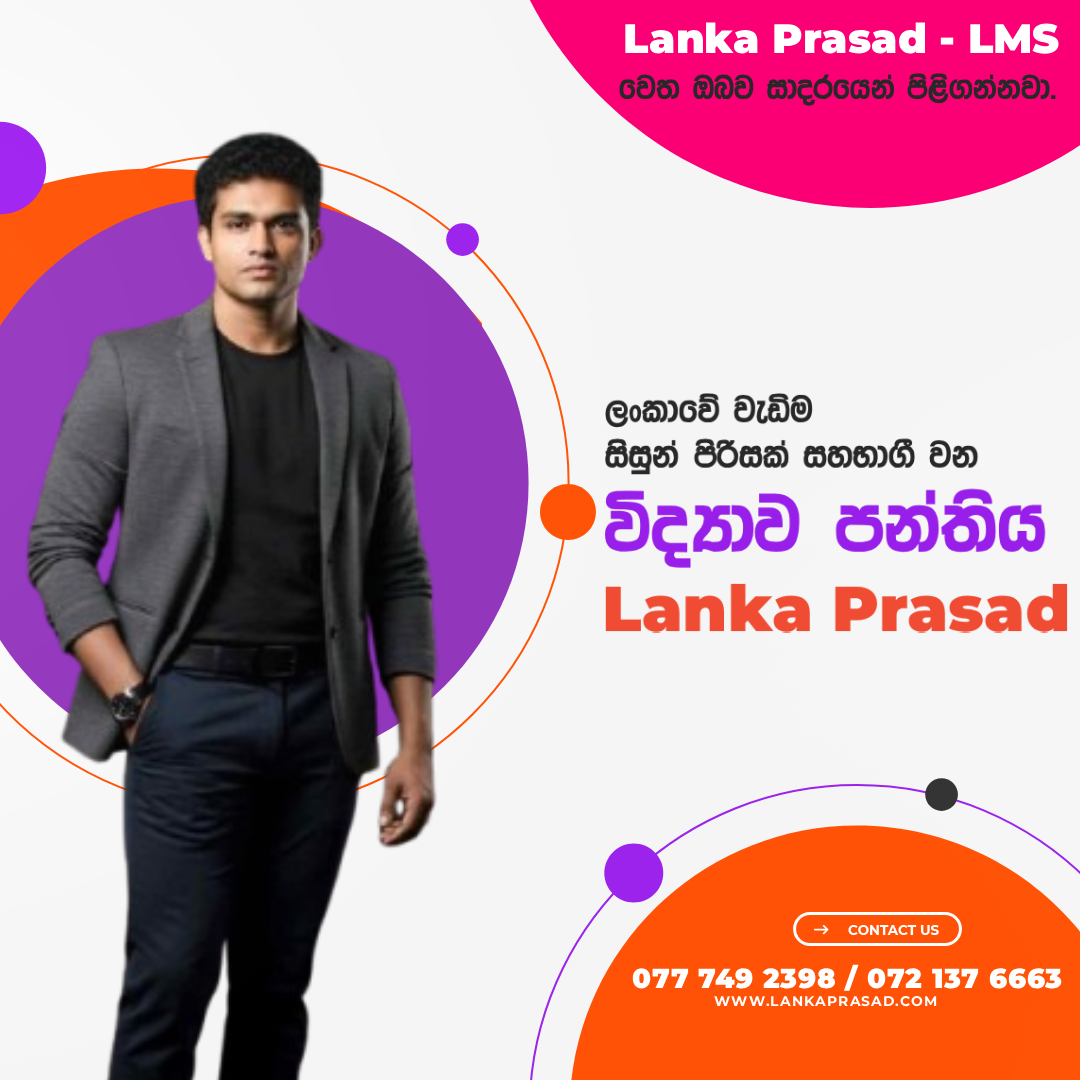 Lanka Prasad - LMS
වෙත ඔබව සාදරයෙන් පිළිගන්නවා.
ලංකාවේ වැඩිම
සිසුන් පිරිසක් සහභාගී වන
විද්‍යාව පන්තිය
Lanka Prasad
→ CONTACT US
077 749 2398 / 072 137 6663
WWW.LANKAPRASAD.COM